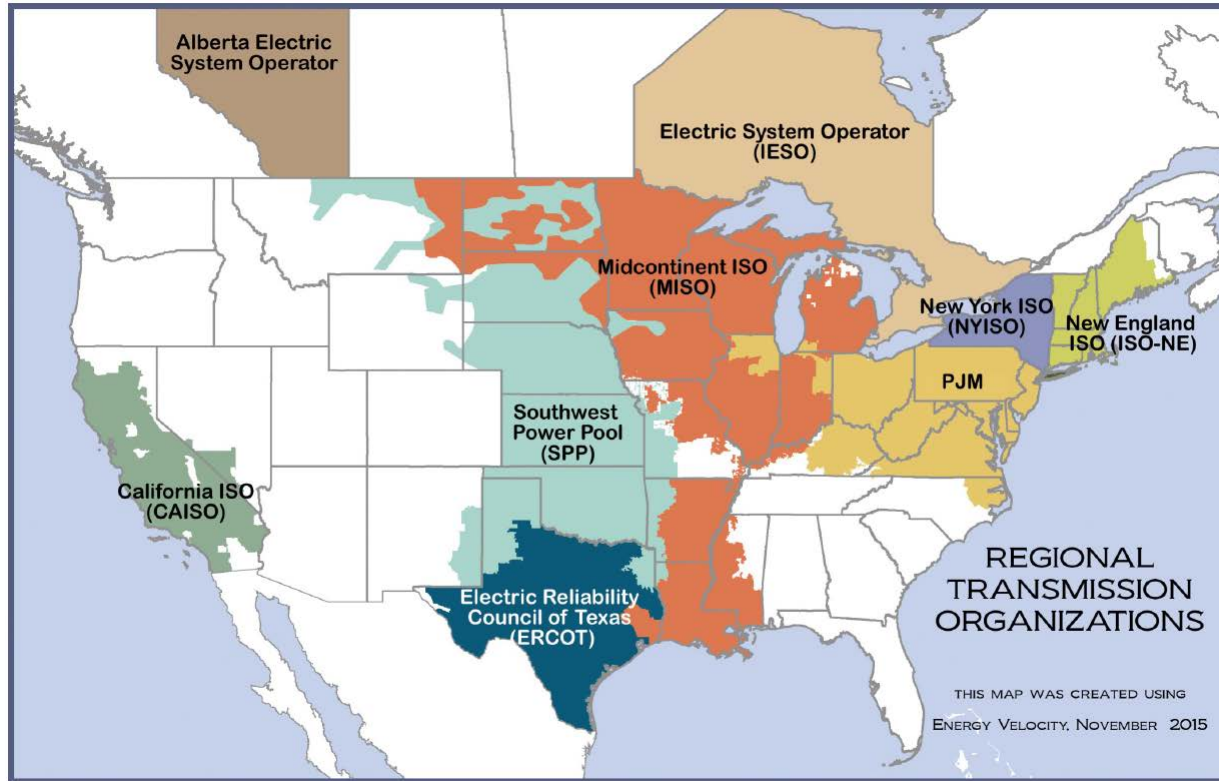 Alberta Electric
System Operator
Electric System Operator
(IESO)
Midcontinent ISO
(MISO)
New York ISO
(NYISO)
New England
ISO (ISO-NE)
PJM
Southwest
Power Pool
(SPP)
California ISO
(CAISO)
Electric Reliability
Council of Texas
(ERCOT)
REGIONAL
TRANSMISSION
ORGANIZATIONS
THIS MAP WAS CREATED USING
ENERGY VELOCITY, NOVEMBER 2015